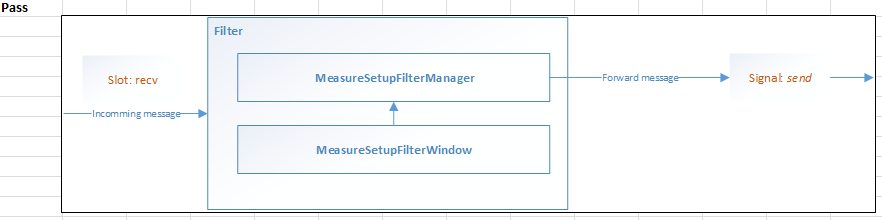 Pass
Filter
Slot: recv
MeasureSetupFilterManager
Forward message
Signal: send
Incomming message
MeasureSetupFilterWindow